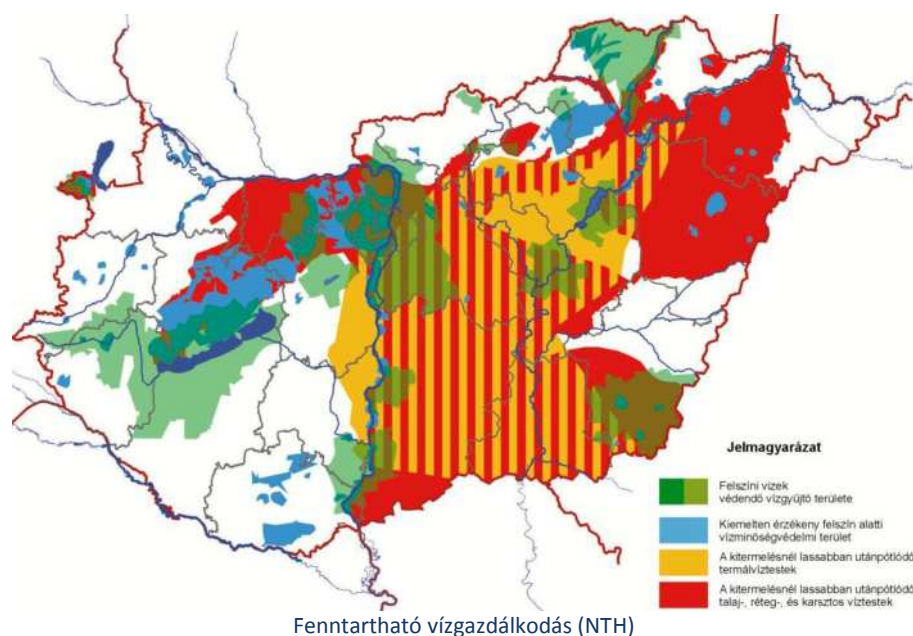 Jelmagyarázat
Felszíni vizek
védendő vízgyűjtő területe
Kiemelten érzékeny felszín alatti
vízminőségvédelmi terület
A kitermelésnél lassabban utánpótlódó
termálvíztestek
A kitermelésnél lassabban utánpótlódó
talaj-, réteg-, és karsztos víztestek
Fenntartható vízgazdálkodás (NTH)